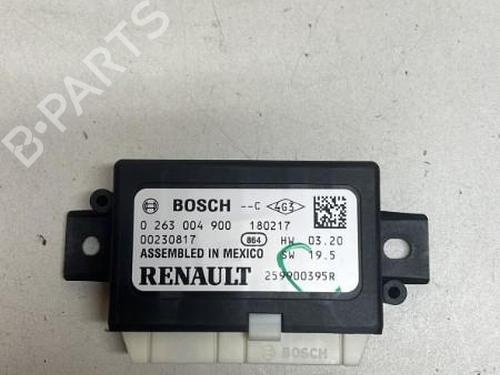 B-PARTS
BOSCH --C 4G3
0 263 004 900 180217
00230817 864 HW 03.20
ASSEMBLED IN MEXICO SW 19.5
RENAULT 259900395R
BOSCH